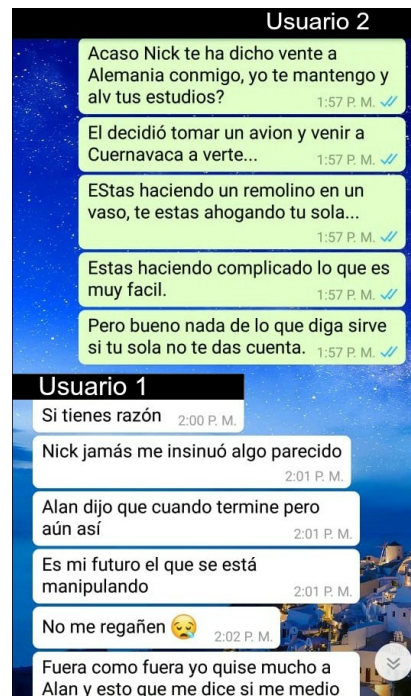 Usuario 2
Acaso Nick te ha dicho vente a
Alemania conmigo, yo te mantengo y
alv tus estudios?
1:57 P. M.
El decidió tomar un avion y venir a
Cuernavaca a verte...
1:57 P. M.
EStas haciendo un remolino en un
vaso, te estas ahogando tu sola...
1:57 P. M.
Estas haciendo complicado lo que es
muy facil.
1:57 P. M.
Pero bueno nada de lo que diga sirve
si tu sola no te das cuenta.
1:57 P. M.
Usuario 1
Si tienes razón
2:00 P. M.
Nick jamás me insinuó algo parecido
2:01 P. M.
Alan dijo que cuando termine pero
aún así
2:01 P. M.
Es mi futuro el que se está
manipulando
2:01 P. M.
No me regañen 😪
2:02 P. M.
Fuera como fuera yo quise mucho a
Alan y esto que me dice si me medio